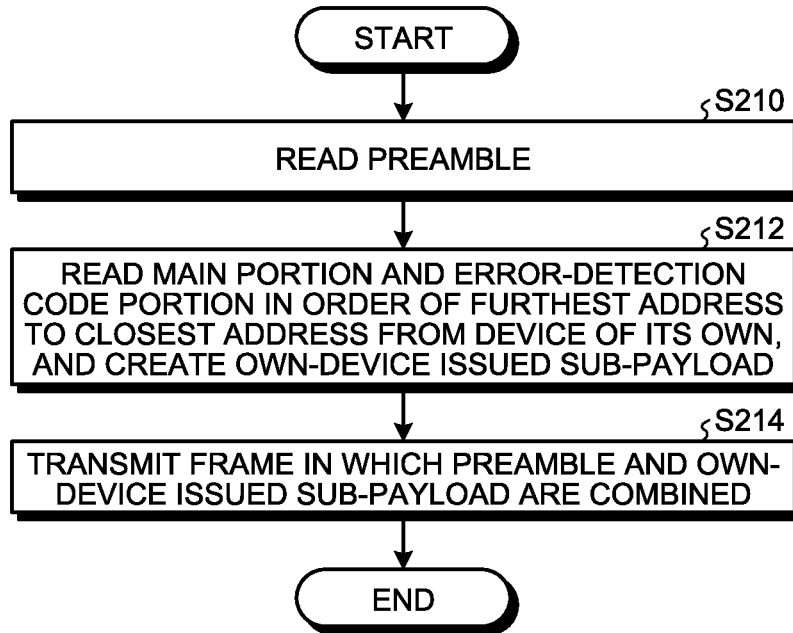 START
S210
READ PREAMBLE
S212
READ MAIN PORTION AND ERROR-DETECTION
CODE PORTION IN ORDER OF FURTHEST ADDRESS
TO CLOSEST ADDRESS FROM DEVICE OF ITS OWN,
AND CREATE OWN-DEVICE ISSUED SUB-PAYLOAD
S214
TRANSMIT FRAME IN WHICH PREAMBLE AND OWN-
DEVICE ISSUED SUB-PAYLOAD ARE COMBINED
END